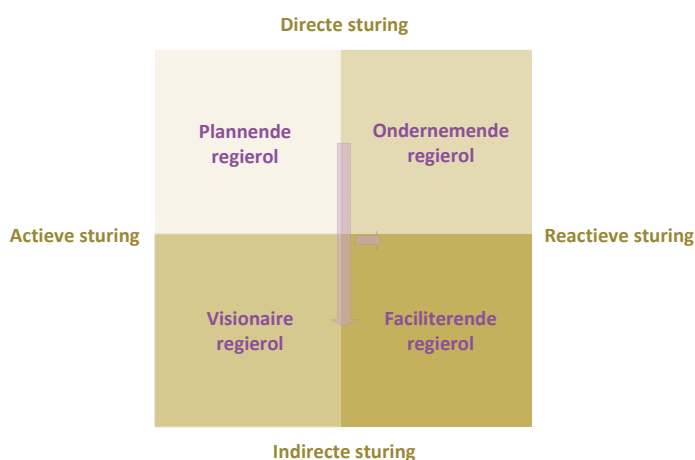 Directe sturing
Plannende
regierol
Ondernemende
regierol
Actieve sturing
Reactieve sturing
Visionaire
regierol
Faciliterende
regierol
Indirecte sturing